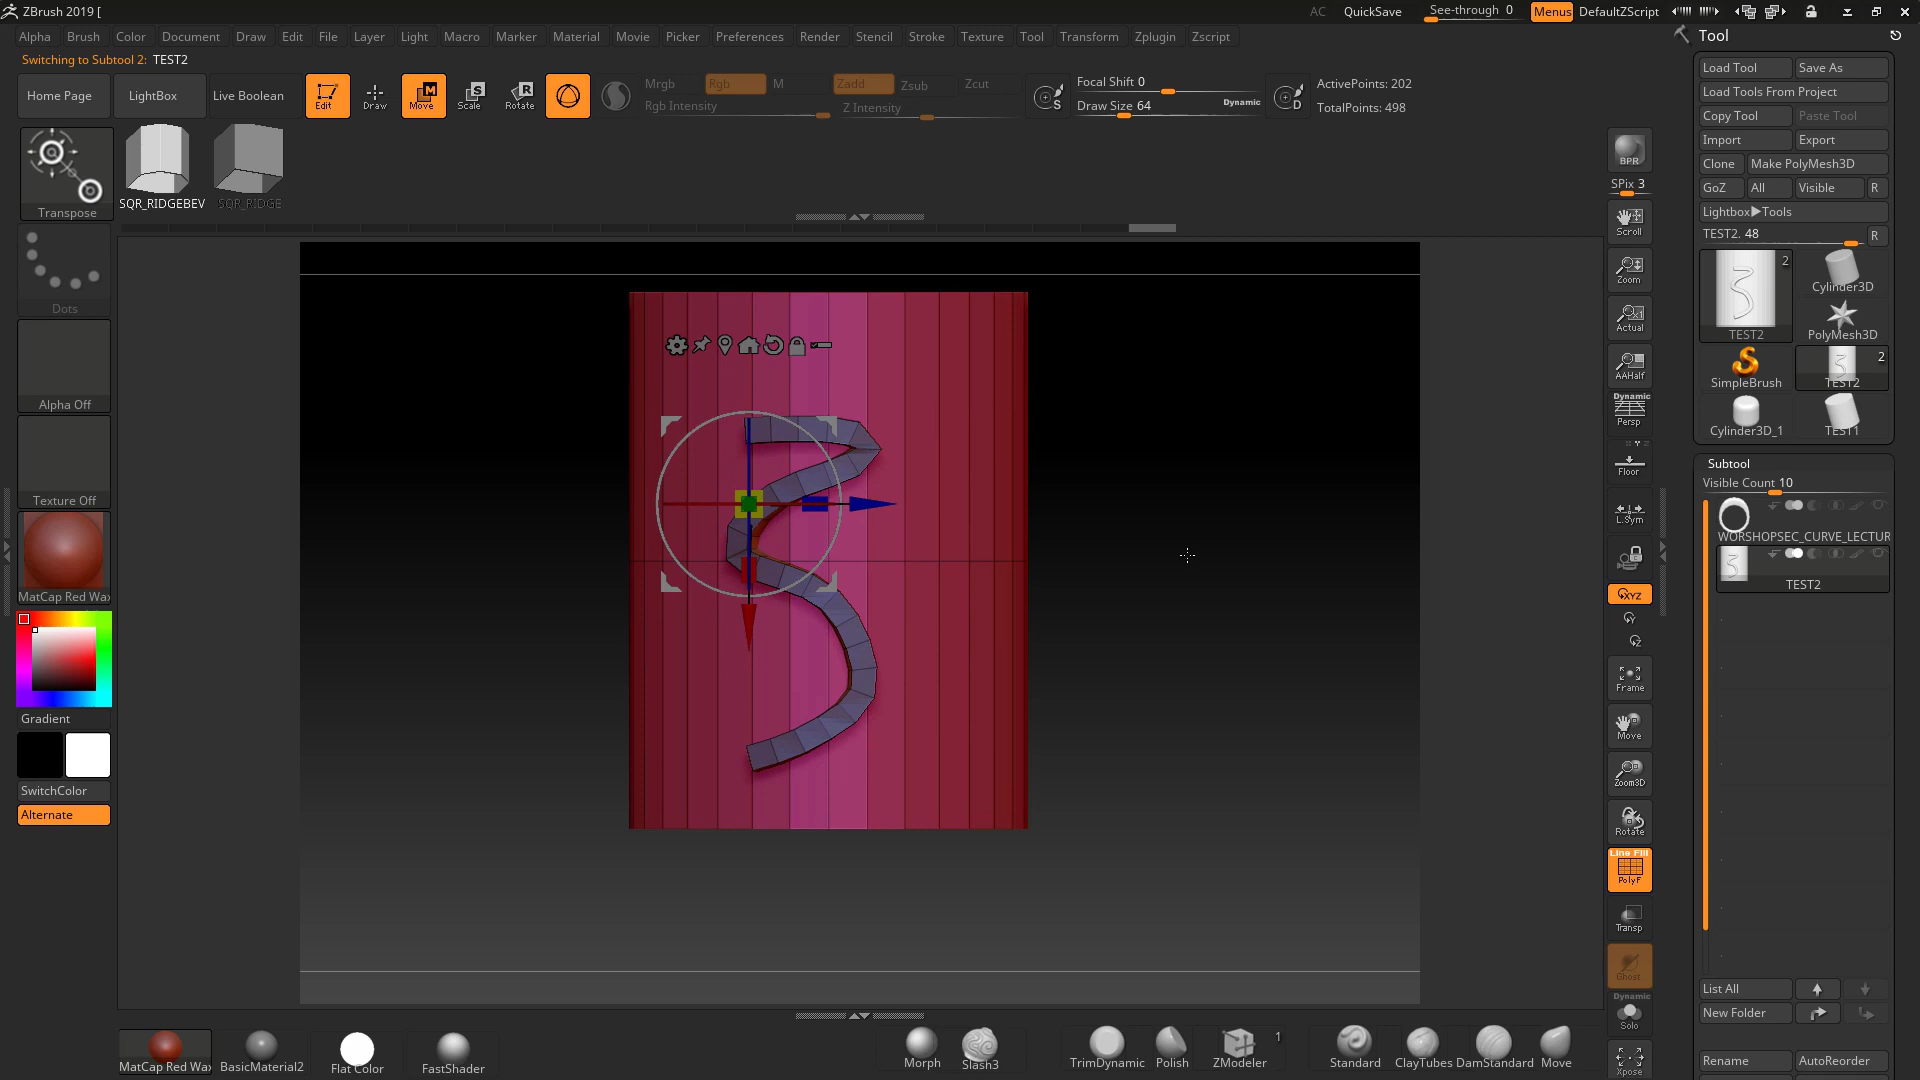 ZBrush 2019 [
AC
QuickSave
See-through 0
Menus
DefaultZScript
Alpha Brush Color Document Draw Edit File Layer Light Macro Marker Material Movie Picker Preferences Render Stencil Stroke Texture Tool Transform Zplugin Zscript
Switching to Subtool 2: TEST2
Home Page
LightBox
Live Boolean
Edit
Draw
Move
Scale
Rotate
Mrgb Rgb M
Rgb Intensity
Zadd Zsub Zcut
Z Intensity
S
Focal Shift 0
Draw Size 64
Dynamic
D
ActivePoints: 202
TotalPoints: 498
Transpose
SQR_RIDGEBEV
SQR_RIDGE
Dots
Alpha Off
Texture Off
MatCap Red Wax
Gradient
SwitchColor
Alternate
BPR
SPix 3
Scroll
Zoom
Actual
AAHalf
Dynamic
Persp
Floor
L.Sym
XYZ
Y
Z
Frame
Move
Zoom3D
Rotate
Line Fill
PolyF
Transp
Ghost
Dynamic
Solo
Xpose
Tool
Load Tool Save As
Load Tools From Project
Copy Tool Paste Tool
Import Export
Clone Make PolyMesh3D
GoZ All Visible R
Lightbox▶Tools
TEST2. 48 R
2
TEST2
Cylinder3D
PolyMesh3D
SimpleBrush
2
TEST2
Cylinder3D_1
TEST1
Subtool
Visible Count 10
WORSHOPSEC_CURVE_LECTUR
TEST2
List All
New Folder
Rename AutoReorder
MatCap Red Wax
BasicMaterial2
Flat Color
FastShader
Morph
Slash3
TrimDynamic
Polish
ZModeler
1
Standard
ClayTubes
DamStandard
Move